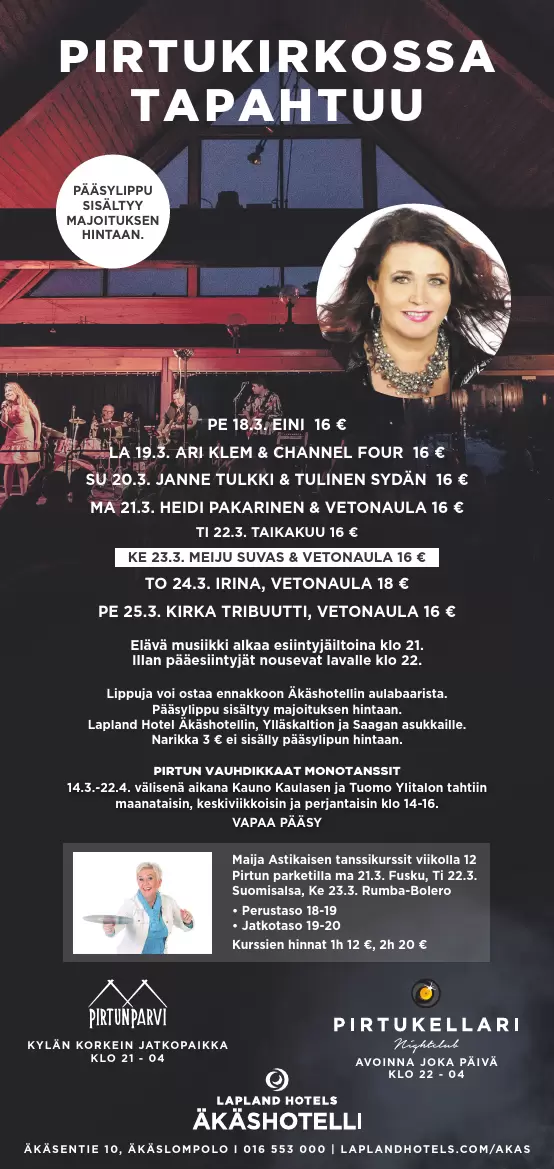 PIRTUKIRKOSSA
TAPAHTUU
PÄÄSYLIPPU
SISÄLTYY
MAJOITUKSEN
HINTAAN.
PE 18.3. EINI 16 €
LA 19.3. ARI KLEM & CHANNEL FOUR 16 €
SU 20.3. JANNE TULKKI & TULINEN SYDÄN 16 €
MA 21.3. HEIDI PAKARINEN & VETONAULA 16 €
TI 22.3. TAIKAKUU 16 €
KE 23.3. MEIJU SUVAS & VETONAULA 16 €
TO 24.3. IRINA, VETONAULA 18 €
PE 25.3. KIRKA TRIBUUTTI, VETONAULA 16 €
Elävä musiikki alkaa esiintyjäiltoina klo 21.
Illan pääesiintyjät nousevat lavalle klo 22.
Lippuja voi ostaa ennakkoon Äkäshotellin aulabaarista.
Pääsylippu sisältyy majoituksen hintaan.
Lapland Hotel Äkäshotellin, Ylläskaltion ja Saagan asukkaille.
Narikka 3 € ei sisälly pääsylipun hintaan.
PIRTUN VAUHDIKKAAT MONOTANSSIT
14.3.-22.4. välisenä aikana Kauno Kaulasen ja Tuomo Ylitalon tahtiin
maanataisin, keskiviikkoisin ja perjantaisin klo 14-16.
VAPAA PÄÄSY
Maija Astikaisen tanssikurssit viikolla 12
Pirtun parketilla ma 21.3. Fusku, Ti 22.3.
Suomisalsa, Ke 23.3. Rumba-Bolero
• Perustaso 18-19
• Jatkotaso 19-20
Kurssien hinnat 1h 12 €, 2h 20 €
PIRTUNPARVI
KYLÄN KORKEIN JATKOPAIKKA
KLO 21 - 04
PIRTUKELLARI
Nightclub
AVOINNA JOKA PÄIVÄ
KLO 22 - 04
LAPLAND HOTELS
ÄKÄSHOTELLI
ÄKÄSENTIE 10, ÄKÄSLOMPOLO I 016 553 000 | LAPLANDHOTELS.COM/AKAS